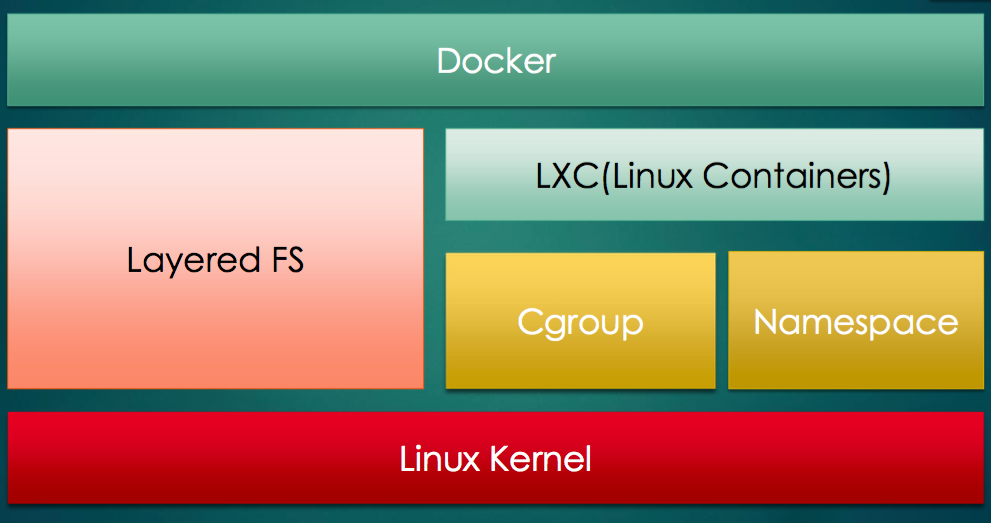 Docker
LXC(Linux Containers)
Layered FS
Cgroup
Namespace
Linux Kernel